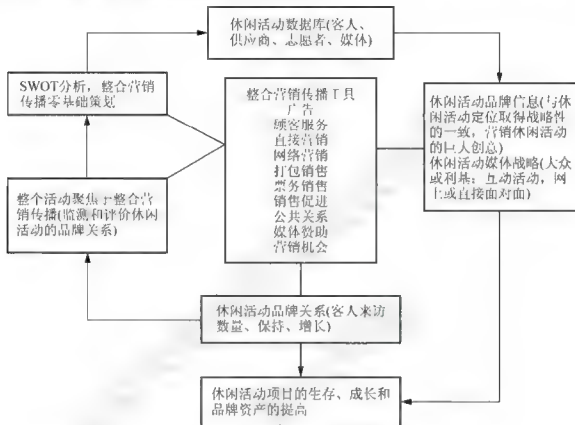 休闲活动数据库(客人、
供应商、志愿者、媒体)
SWOT分析,整合营销
传播零基础策划
整合营销传播工具
广告
顾客服务
直接营销
网络营销
打包销售
票务销售
销售促进
公共关系
媒体赞助
营销机会
休闲活动品牌信息(与休
闲活动定位取得战略性
的一致,营销休闲活动
的巨大创意)
休闲活动媒体战略(大众
或利基;互动活动,网
上或直接面对面)
整个活动聚焦于整合营
销传播(监测和评价休闲
活动的品牌关系)
休闲活动品牌关系(客人来访
数量、保持、增长)
休闲活动项目的生存、成长和
品牌资产的提高